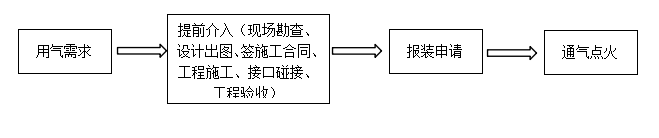 用气需求
提前介入（现场勘查、
设计出图、签施工合同、
工程施工、接口碰接、
工程验收）
报装申请
通气点火